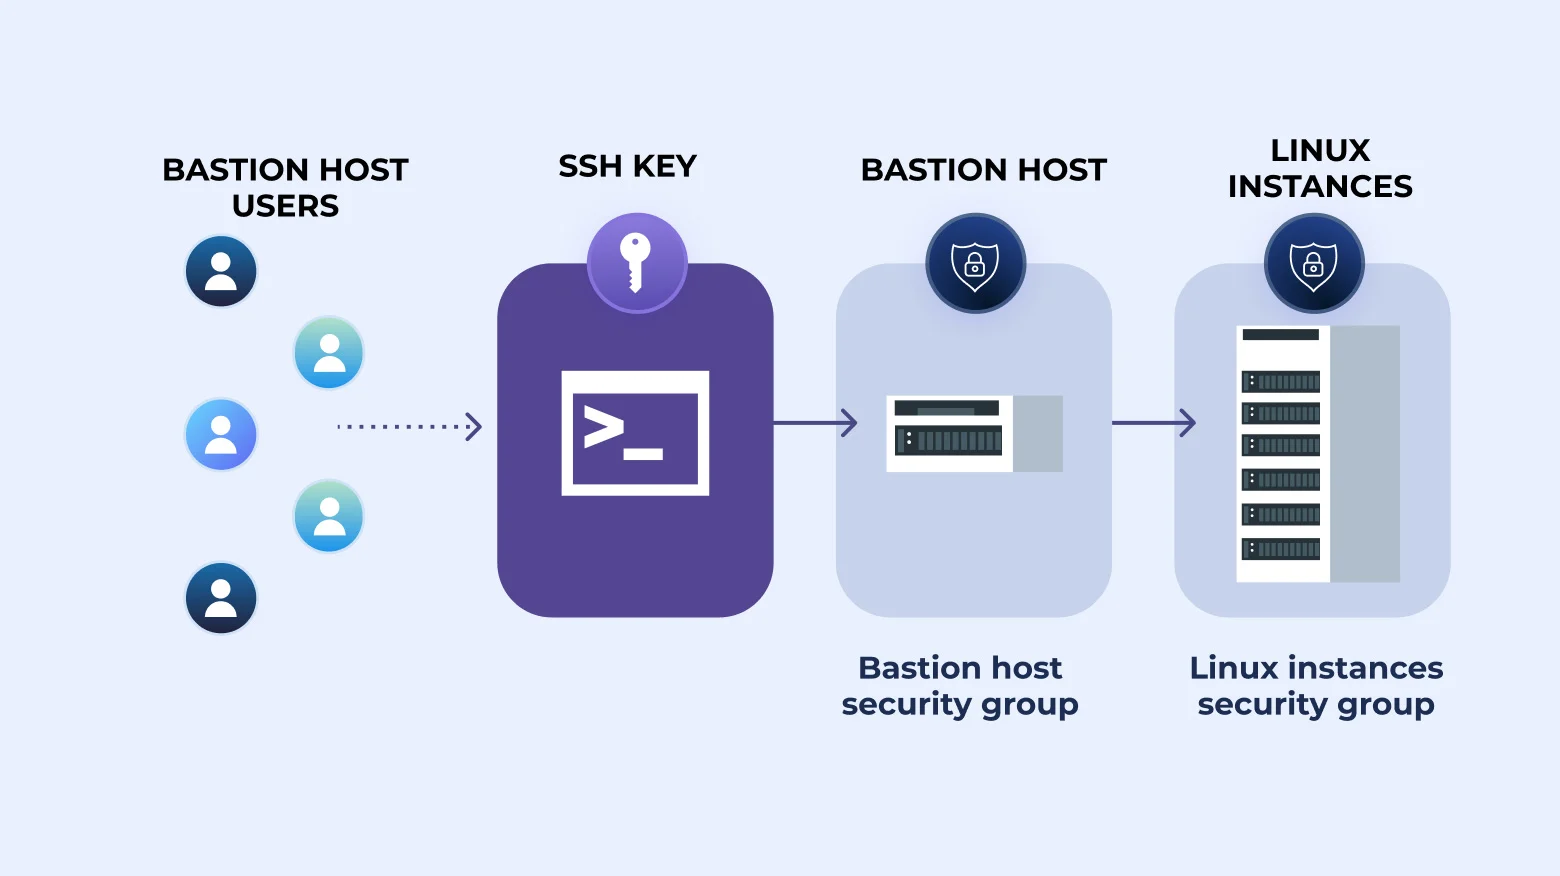 BASTION HOST
USERS
SSH KEY
BASTION HOST
LINUX
INSTANCES
>_
Bastion host
security group
Linux instances
security group